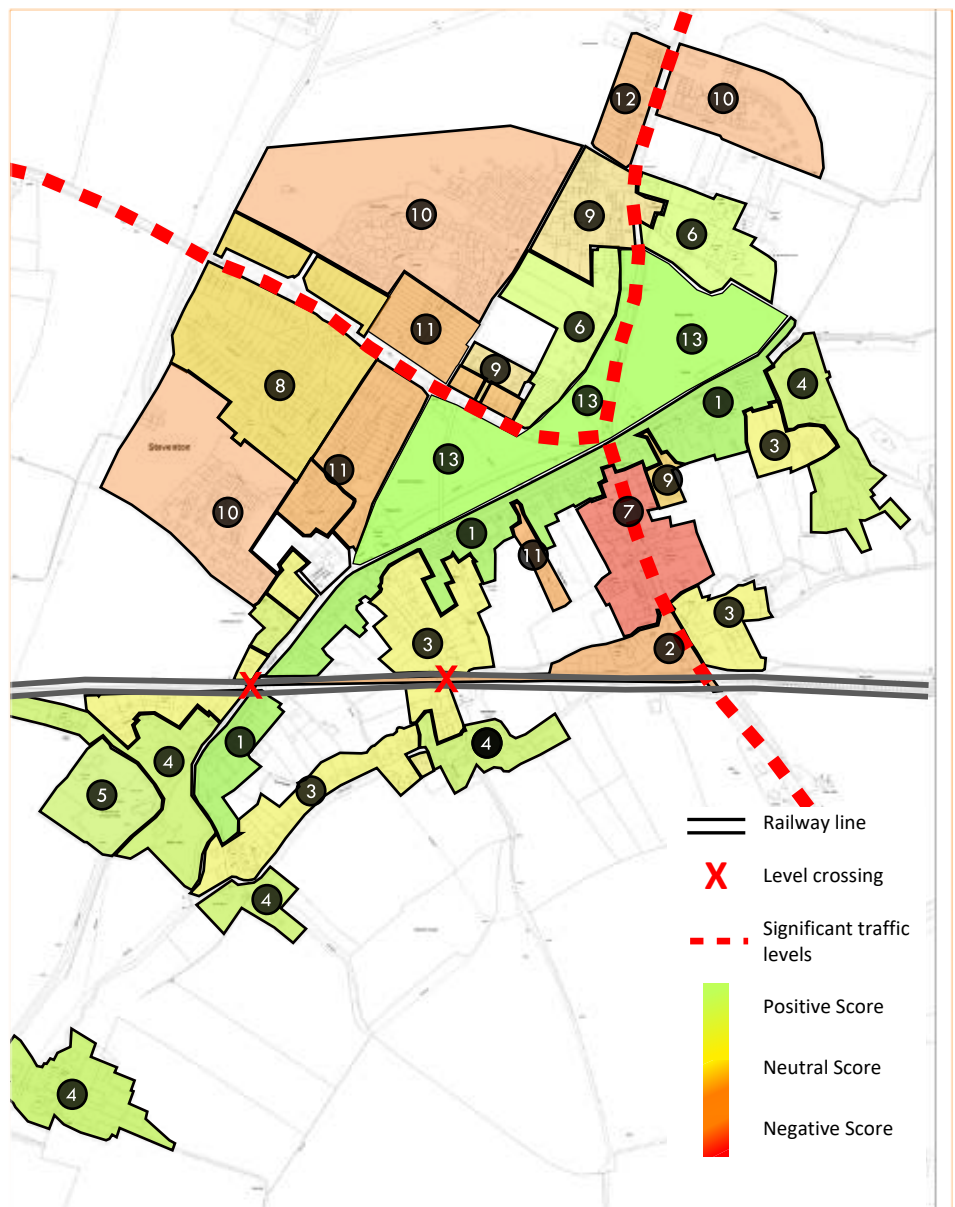 12
10
10
9
6
11
6
13
9
8
13
4
1
3
13
11
9
10
7
1
11
3
3
2
X
X
1
4
4
5
3
4
4
Railway line
X
Level crossing
Significant traffic
levels
Positive Score
Neutral Score
Negative Score
Steventon